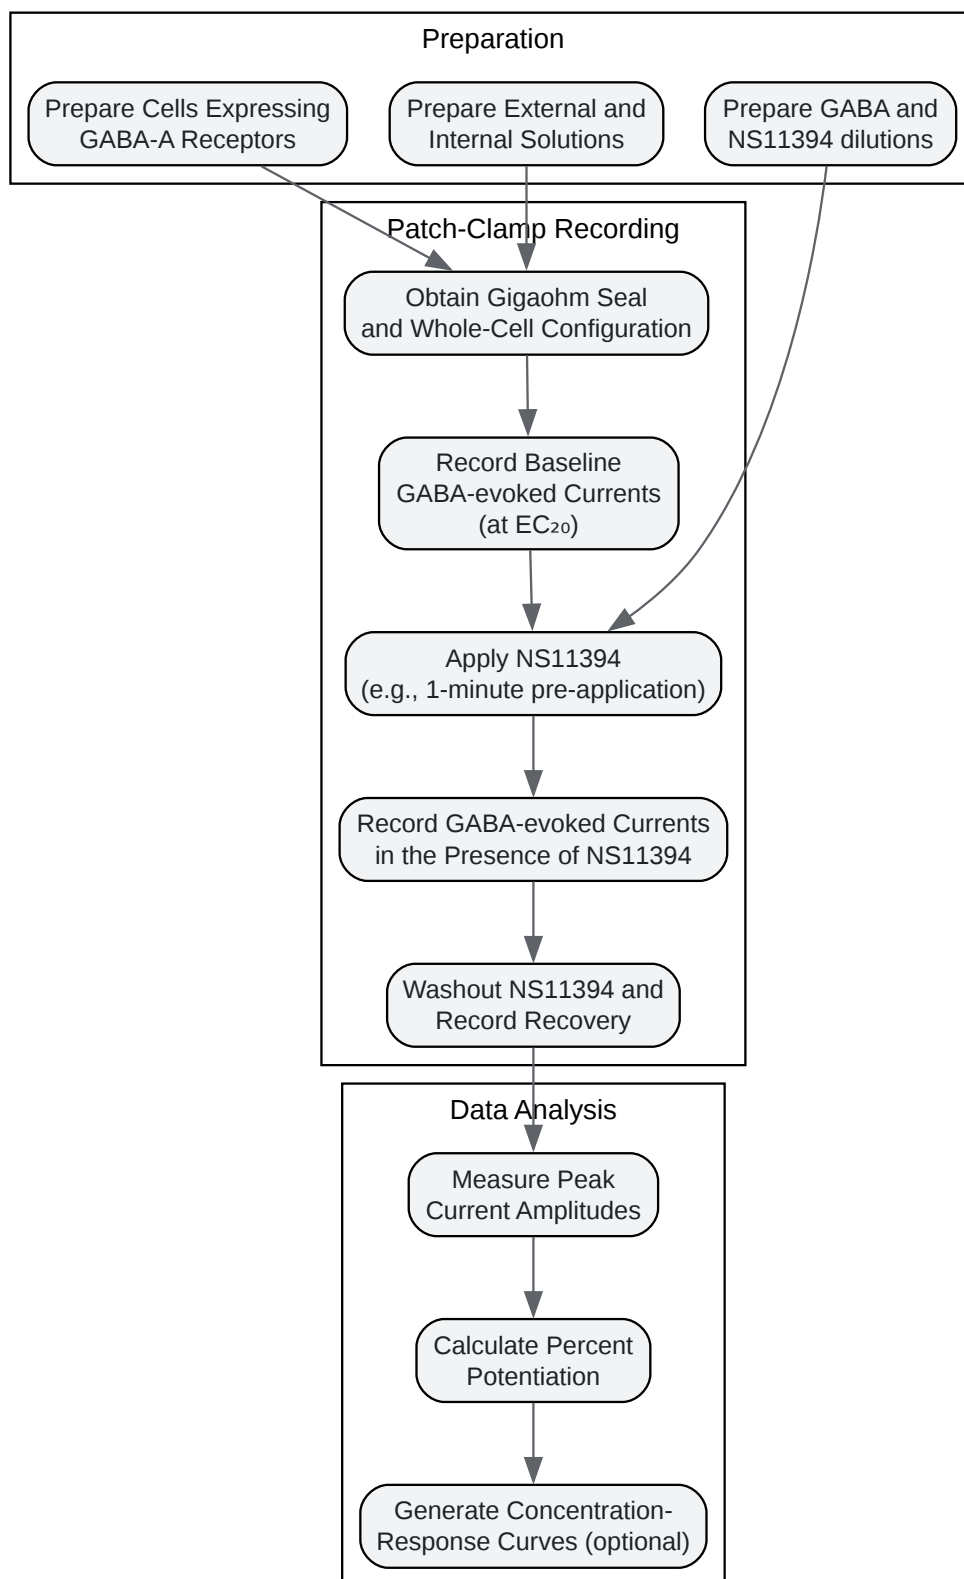 Preparation
Prepare Cells Expressing
GABA-A Receptors
Prepare External and
Internal Solutions
Prepare GABA and
NS11394 dilutions
Patch-Clamp Recording
Obtain Gigaohm Seal
and Whole-Cell Configuration
Record Baseline
GABA-evoked Currents
(at EC₂₀)
Apply NS11394
(e.g., 1-minute pre-application)
Record GABA-evoked Currents
in the Presence of NS11394
Washout NS11394 and
Record Recovery
Data Analysis
Measure Peak
Current Amplitudes
Calculate Percent
Potentiation
Generate Concentration-
Response Curves (optional)